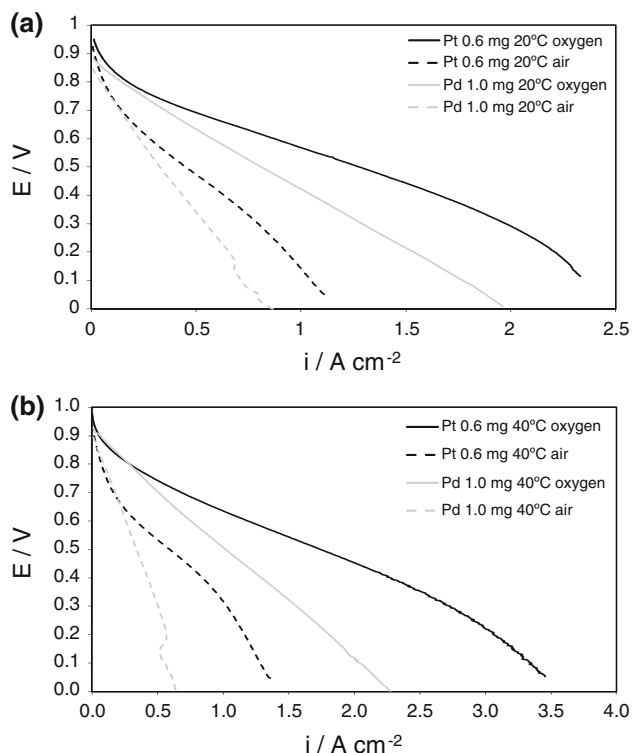 (a)
1
0.9
0.8
0.7
0.6
0.5
0.4
0.3
0.2
0.1
0
E / V
Pt 0.6 mg 20ºC oxygen
Pt 0.6 mg 20ºC air
Pd 1.0 mg 20ºC oxygen
Pd 1.0 mg 20ºC air
0 0.5 1 1.5 2 2.5
i / A cm-2
(b)
1.0
0.9
0.8
0.7
0.6
0.5
0.4
0.3
0.2
0.1
0.0
E / V
Pt 0.6 mg 40ºC oxygen
Pt 0.6 mg 40ºC air
Pd 1.0 mg 40ºC oxygen
Pd 1.0 mg 40ºC air
0.0 0.5 1.0 1.5 2.0 2.5 3.0 3.5 4.0
i / A cm-2